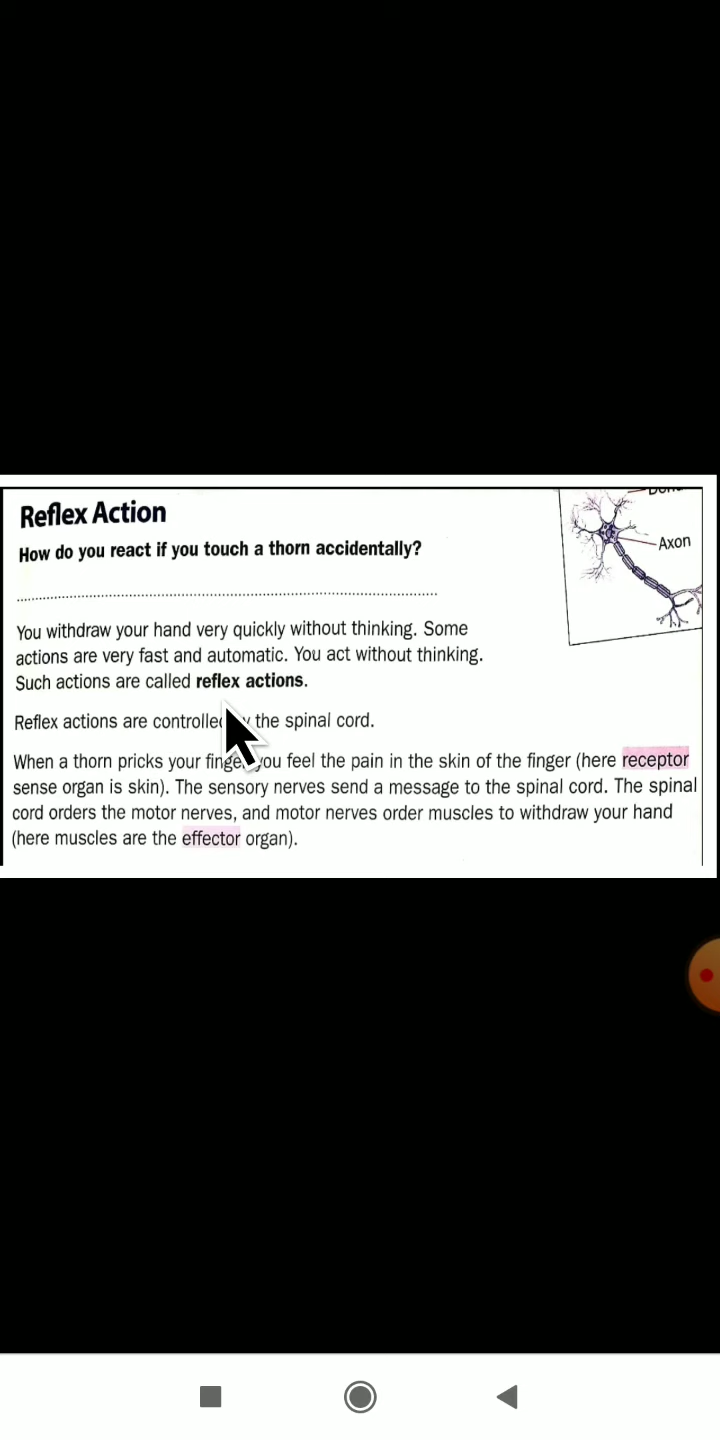 Reflex Action
How do you react if you touch a thorn accidentally?
Axon
You withdraw your hand very quickly without thinking. Some
actions are very fast and automatic. You act without thinking.
Such actions are called reflex actions.
Reflex actions are controlled the spinal cord.
When a thorn pricks your finger you feel the pain in the skin of the finger (here receptor
sense organ is skin). The sensory nerves send a message to the spinal cord. The spinal
cord orders the motor nerves, and motor nerves order muscles to withdraw your hand
(here muscles are the effector organ).